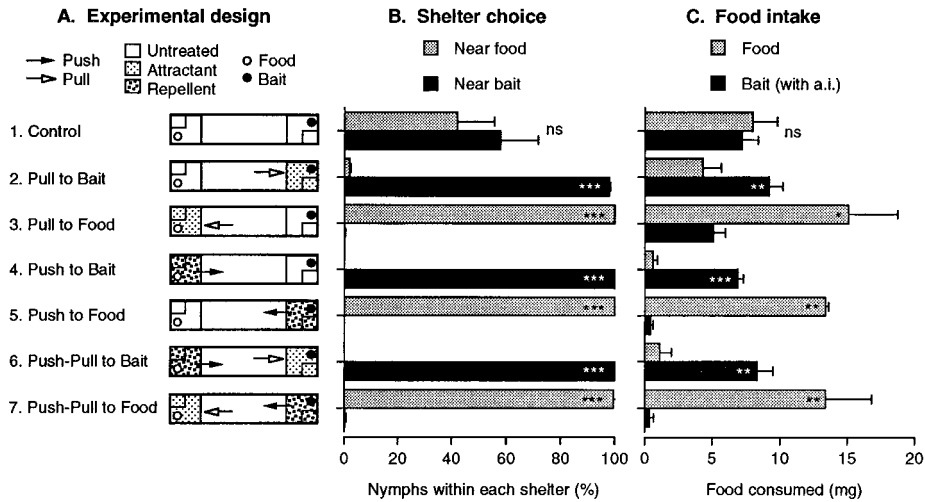 A. Experimental design
Push
Pull
Untreated
Attractant
Repellent
Food
Bait
1. Control
2. Pull to Bait
3. Pull to Food
4. Push to Bait
5. Push to Food
6. Push-Pull to Bait
7. Push-Pull to Food
B. Shelter choice
Near food
Near bait
ns
***
***
***
***
***
***
0 20 40 60 80 100
Nymphs within each shelter (%)
C. Food intake
Food
Bait (with a.i.)
ns
**
*
***
**
**
**
0 5 10 15 20
Food consumed (mg)